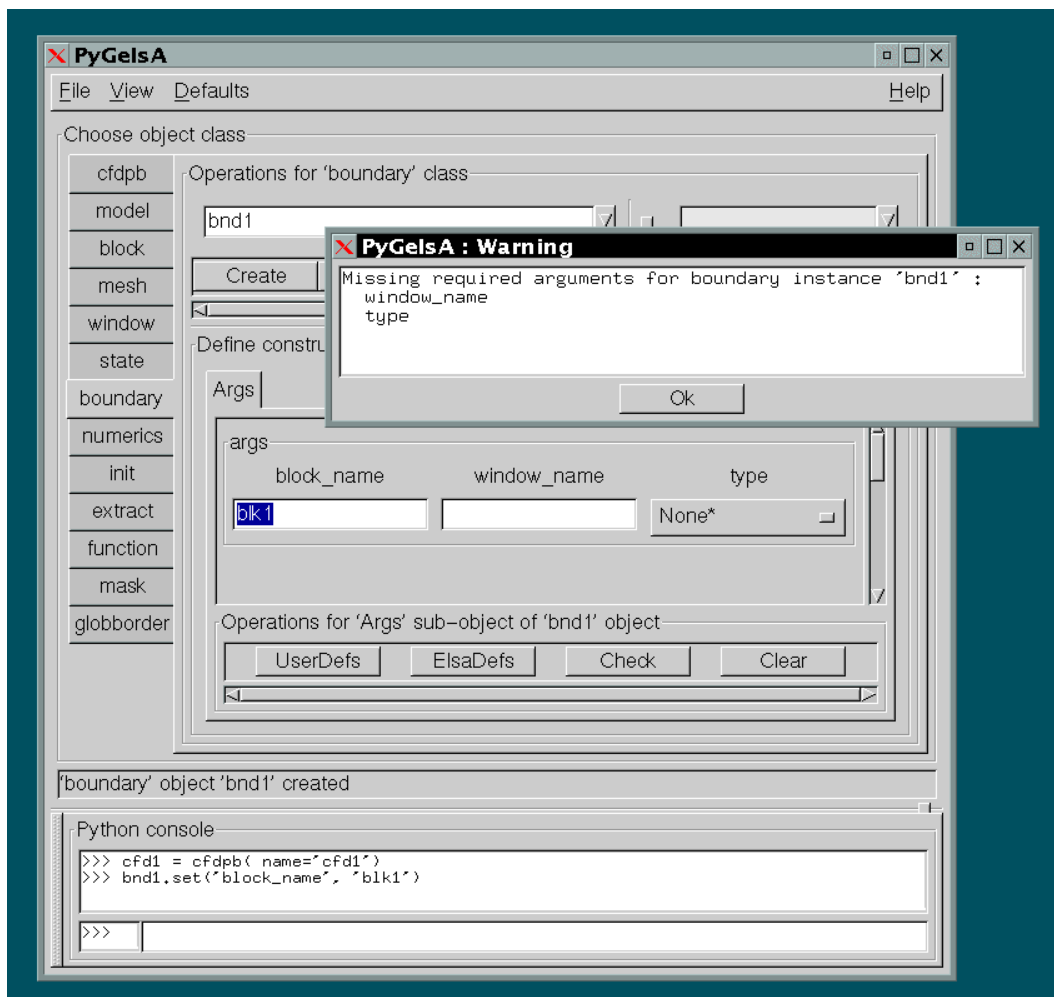 PyGelsA
File View Defaults Help
Choose object class
cfdpb
model
block
mesh
window
state
boundary
numerics
init
extract
function
mask
globborder
Operations for 'boundary' class
bnd1
Create
PyGelsA : Warning
Missing required arguments for boundary instance 'bnd1' :
window_name
type
Ok
Define constru
Args
args
block_name window_name type
blk1 None*
Operations for 'Args' sub-object of 'bnd1' object
UserDefs ElsaDefs Check Clear
'boundary' object 'bnd1' created
Python console
>>> cfd1 = cfdpb( name='cfd1')
>>> bnd1.set('block_name', 'blk1')
>>>